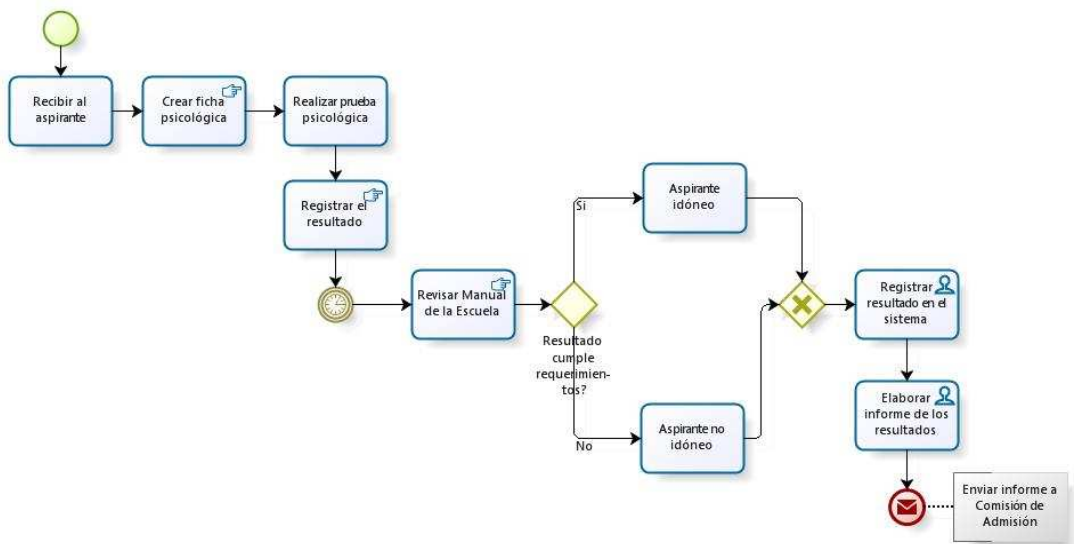 Recibir al
aspirante
Crear ficha
psicológica
Realizar prueba
psicológica
Registrar el
resultado
Revisar Manual
de la Escuela
Resultado
cumple
requerimien-
tos?
Si
No
Aspirante
idóneo
Aspirante no
idóneo
Registrar
resultado en el
sistema
Elaborar
informe de los
resultados
Enviar informe a
Comisión de
Admisión